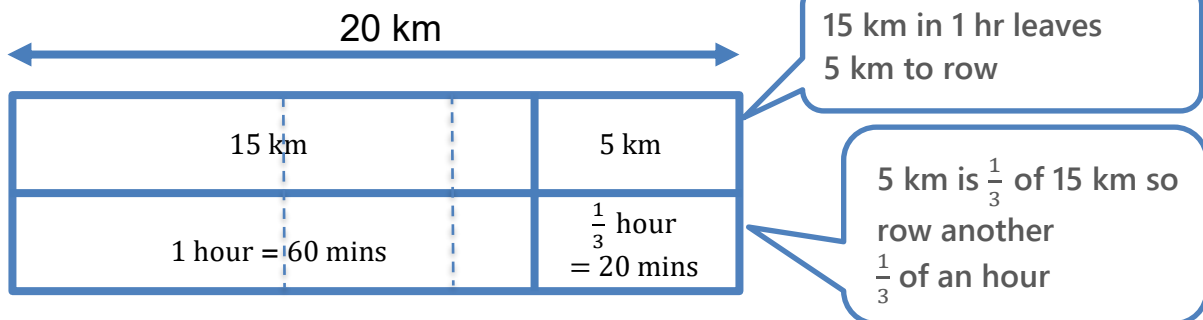 20 km
15 km in 1 hr leaves
5 km to row
15 km
5 km
1 hour = 60 mins
1/3 hour
= 20 mins
5 km is 1/3 of 15 km so
row another
1/3 of an hour